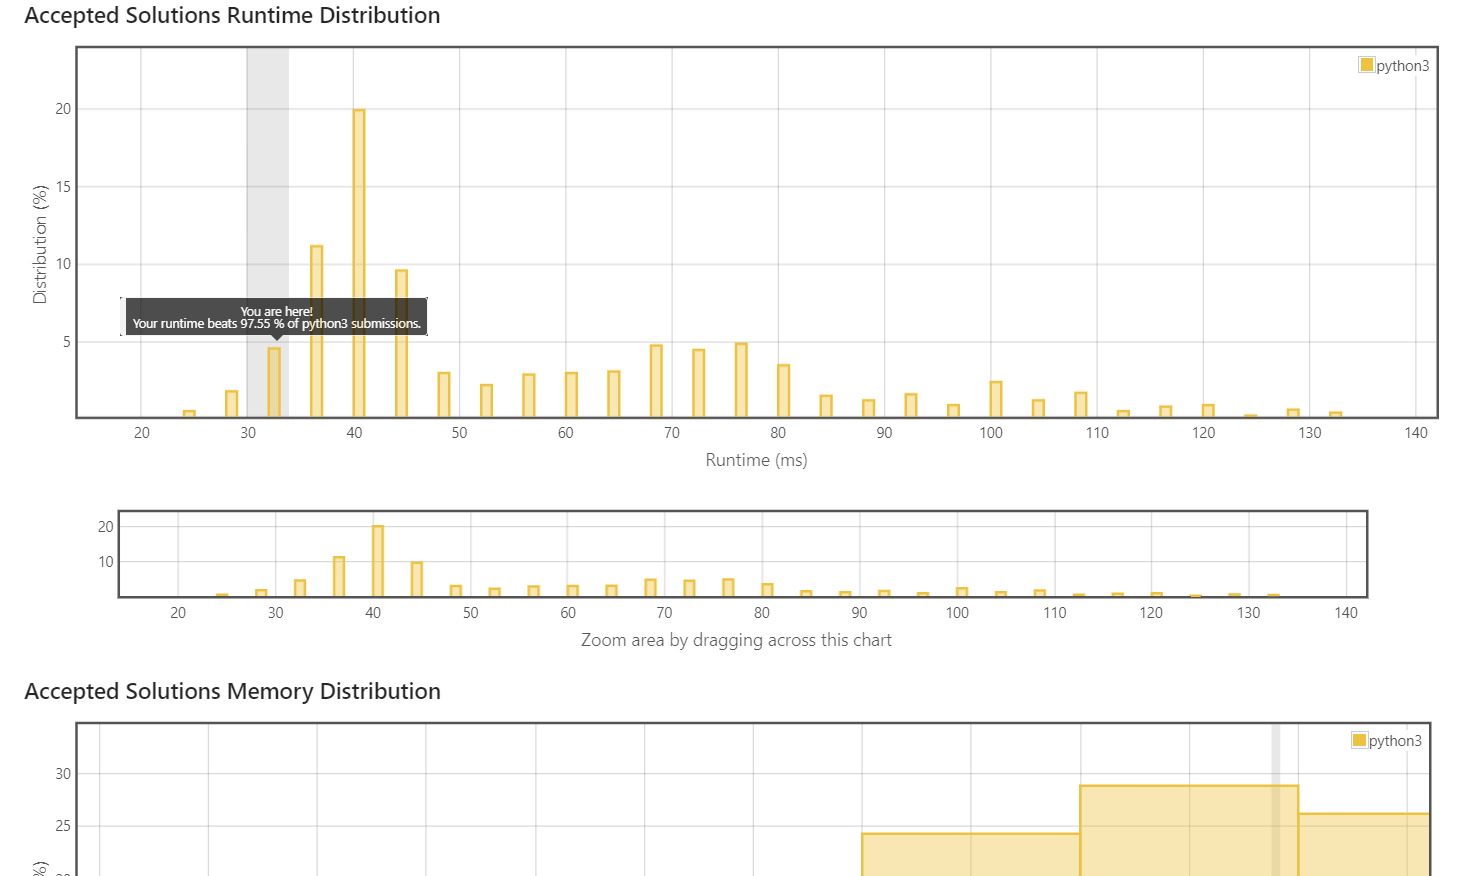 Accepted Solutions Runtime Distribution
python3
20
15
10
5
Distribution (%)
You are here!
Your runtime beats 97.55 % of python3 submissions.
20 30 40 50 60 70 80 90 100 110 120 130 140
Runtime (ms)
20
10
20 30 40 50 60 70 80 90 100 110 120 130 140
Zoom area by dragging across this chart
Accepted Solutions Memory Distribution
python3
30
25
%)